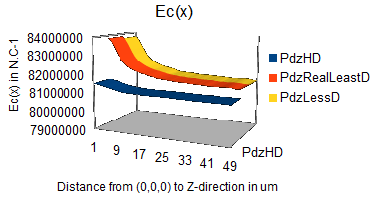 Ec(x)
Ec(x) in N.C-1
84000000
83000000
82000000
81000000
80000000
79000000
1 9 17 25 33 41 49
PdzHD
Distance from (0,0,0) to Z-direction in um
PdzHD
PdzRealLeastD
PdzLessD